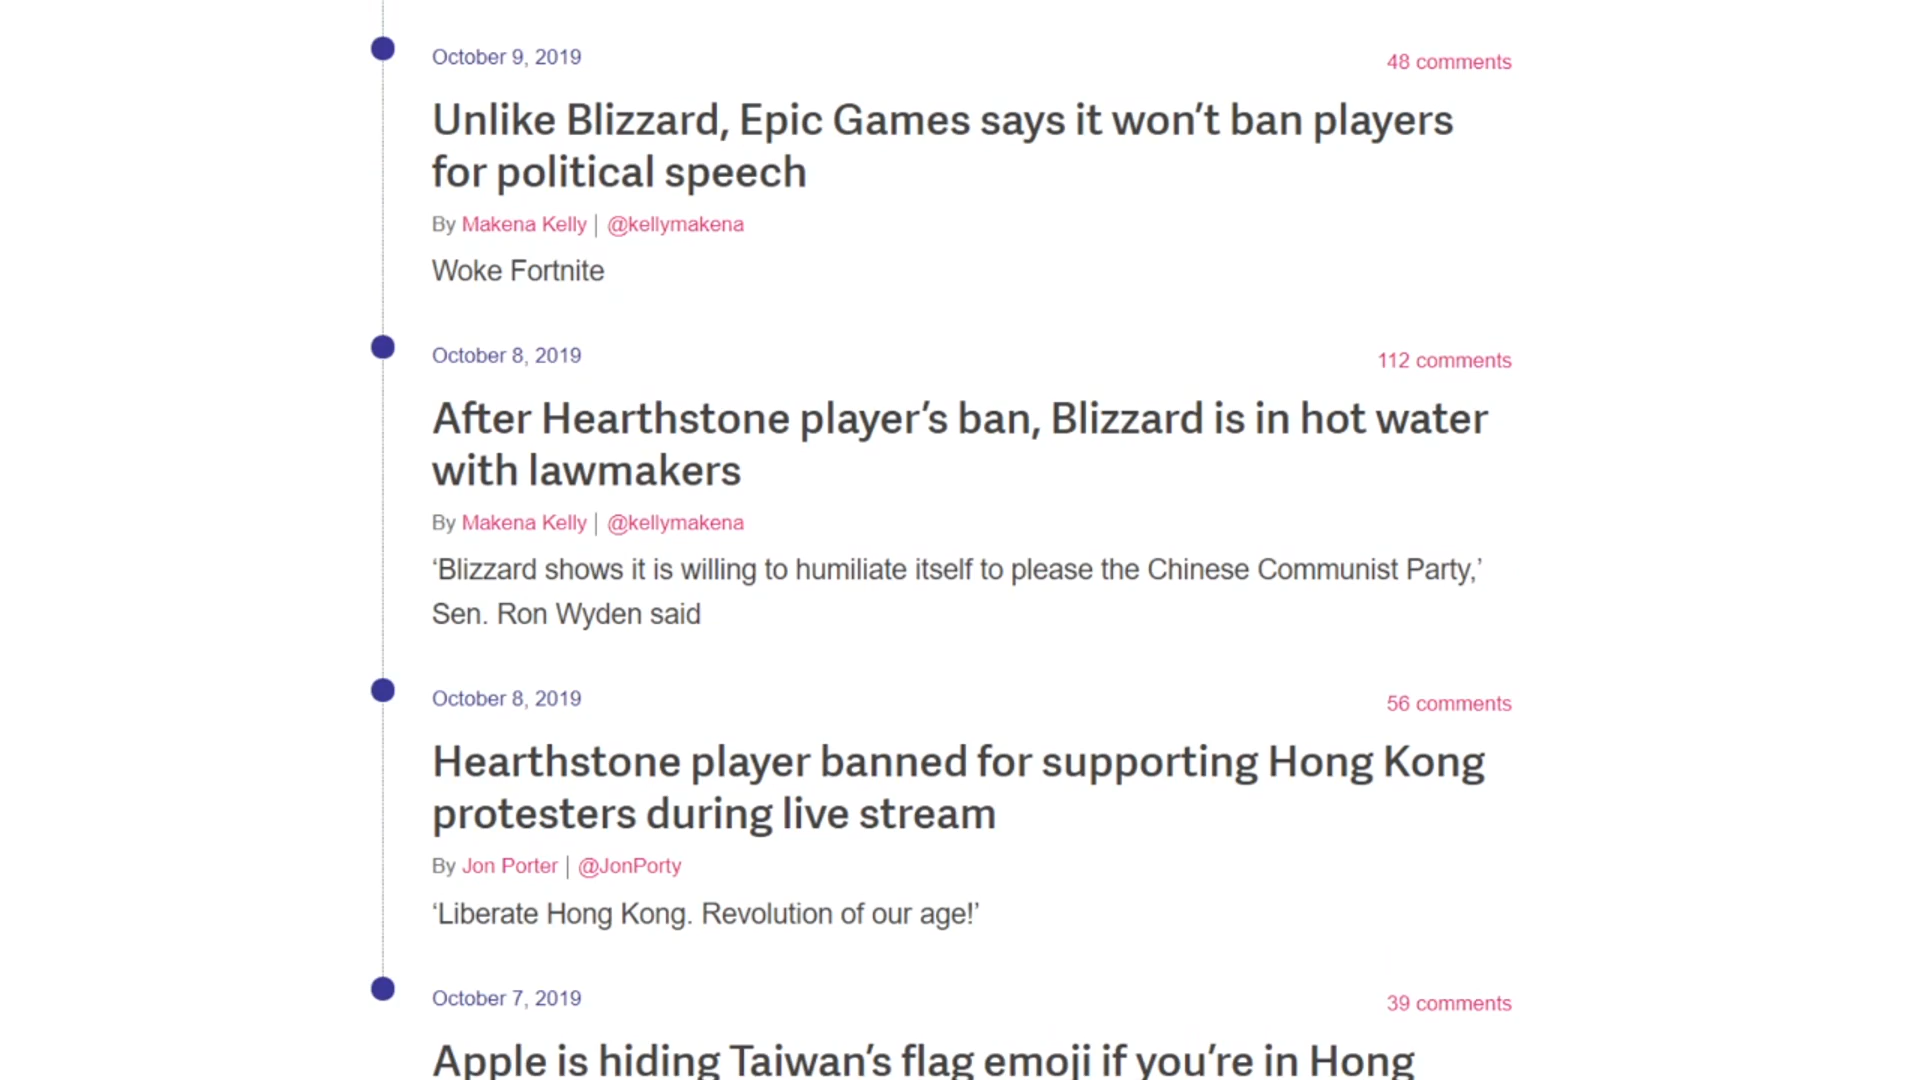 October 9, 2019
48 comments
Unlike Blizzard, Epic Games says it won’t ban players
for political speech
By Makena Kelly | @kellymakena
Woke Fortnite
October 8, 2019
112 comments
After Hearthstone player’s ban, Blizzard is in hot water
with lawmakers
By Makena Kelly | @kellymakena
‘Blizzard shows it is willing to humiliate itself to please the Chinese Communist Party,’
Sen. Ron Wyden said
October 8, 2019
56 comments
Hearthstone player banned for supporting Hong Kong
protesters during live stream
By Jon Porter | @JonPorty
‘Liberate Hong Kong. Revolution of our age!’
October 7, 2019
39 comments
Apple is hiding Taiwan’s flag emoji if you’re in Hong